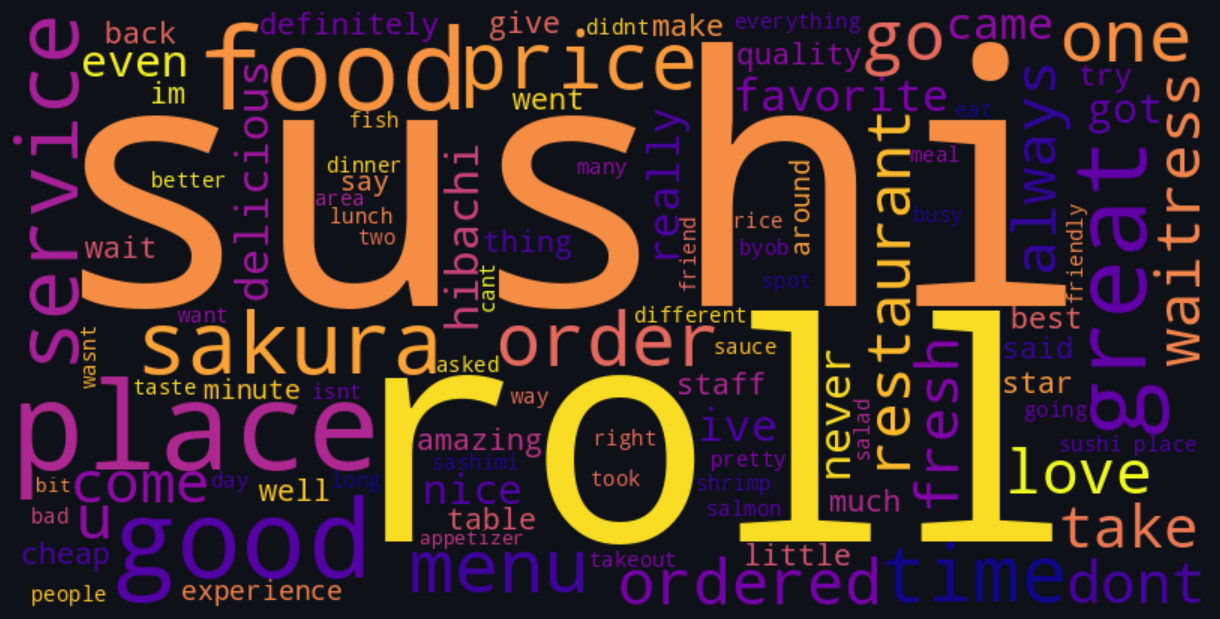 service
back
definitely
give
didnt
make
everything
go
came
one
even
food
price
quality
im
went
favorite
try
got
eat
fish
sushi
delicious
dinner
better
say
area
lunch
two
hibachi
many
really
around
restaurant
meal
always
great
waitress
wait
thing
cant
friend
rice
byob
spot
busy
friendly
want
sakura
order
different
best
wasnt
asked
sauce
never
said
taste
minute
isnt
roll
way
staff
fresh
star
place
amazing
right
ive
salad
going
sashimi
pretty
sushi place
bit
come
day
well
long
nice
took
shrimp
love
bad
u
good
table
salmon
much
take
appetizer
cheap
menu
takeout
little
time
people
experience
ordered
dont